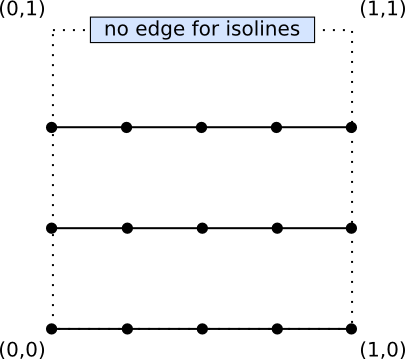 (0,1)
(1,1)
no edge for isolines
(0,0)
(1,0)